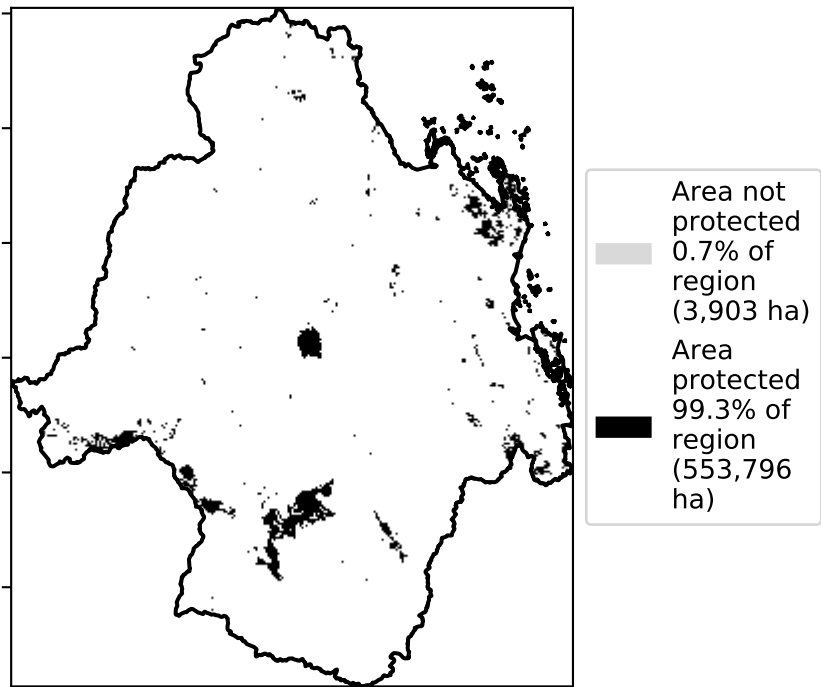 Area not
protected
0.7% of
region
(3,903 ha)
Area
protected
99.3% of
region
(553,796
ha)